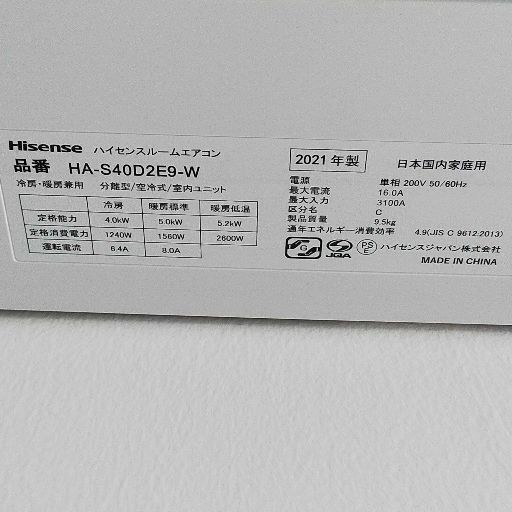 Hisense ハイセンスルームエアコン
品番 HA-S40D2E9-W
冷房・暖房兼用 分離型/空冷式/室内ユニット
冷房 暖房標準 暖房低温
定格能力 4.0kW 5.0kW 5.2kW
定格消費電力 1240W 1560W 2600W
運転電流 6.4A 8.0A
2021年製 日本国内家庭用
電源 単相 200V 50/60Hz
最大電流 16.0A
最大入力 3100A
区分名 C
製品質量 9.5kg
通年エネルギー消費効率 4.9(JIS C 9612:2013)
G JQA PS E ハイセンスジャパン株式会社
MADE IN CHINA